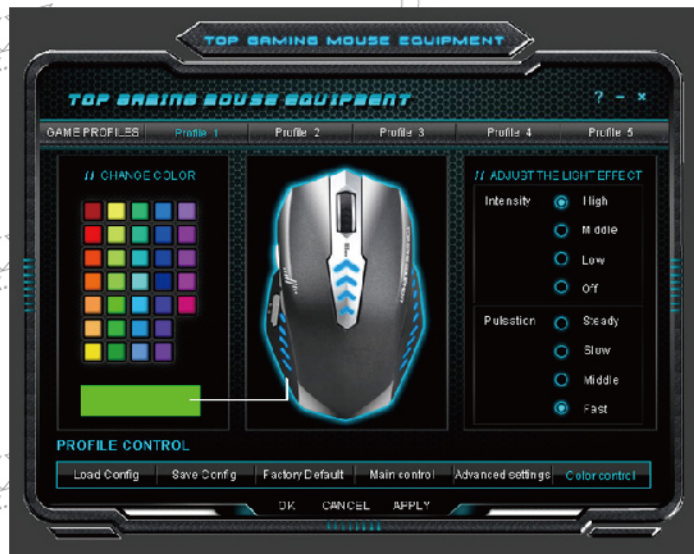 TOP GAMING MOUSE EQUIPMENT
TOP GAMING MOUSE EQUIPMENT
? - ×
GAME PROFILES Profile 1 Profile 2 Profile 3 Profile 4 Profile 5
// CHANGE COLOR
// ADJUST THE LIGHT EFFECT
Intensity High
Middle
Low
Off
Pulsation Steady
Slow
Middle
Fast
PROFILE CONTROL
Load Config Save Config Factory Default Main control Advanced settings Color control
OK CANCEL APPLY